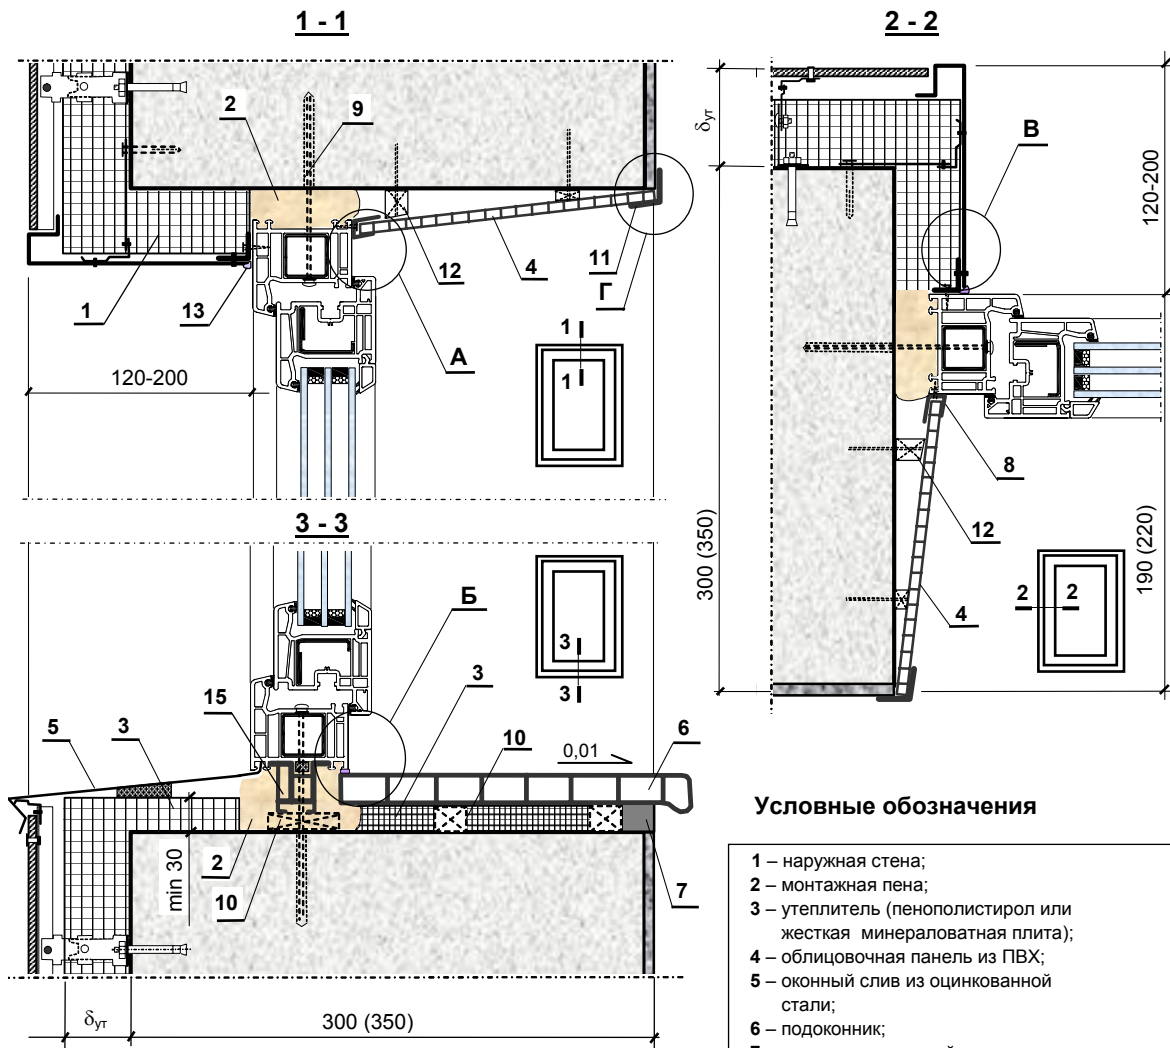 1 - 1
2 - 2
2
9
δут
В
120-200
12
4
11
Г
1
13
1
А
1
120-200
8
12
300 (350)
190 (220)
2
2
4
3 - 3
Б
3
3
15
3
5
3
10
6
0,01
min 30
2
10
7
δут
300 (350)
Условные обозначения
1 – наружная стена;
2 – монтажная пена;
3 – утеплитель (пенополистирол или
жесткая минераловатная плита);
4 – облицовочная панель из ПВХ;
5 – оконный слив из оцинкованной
стали;
6 – подоконник;